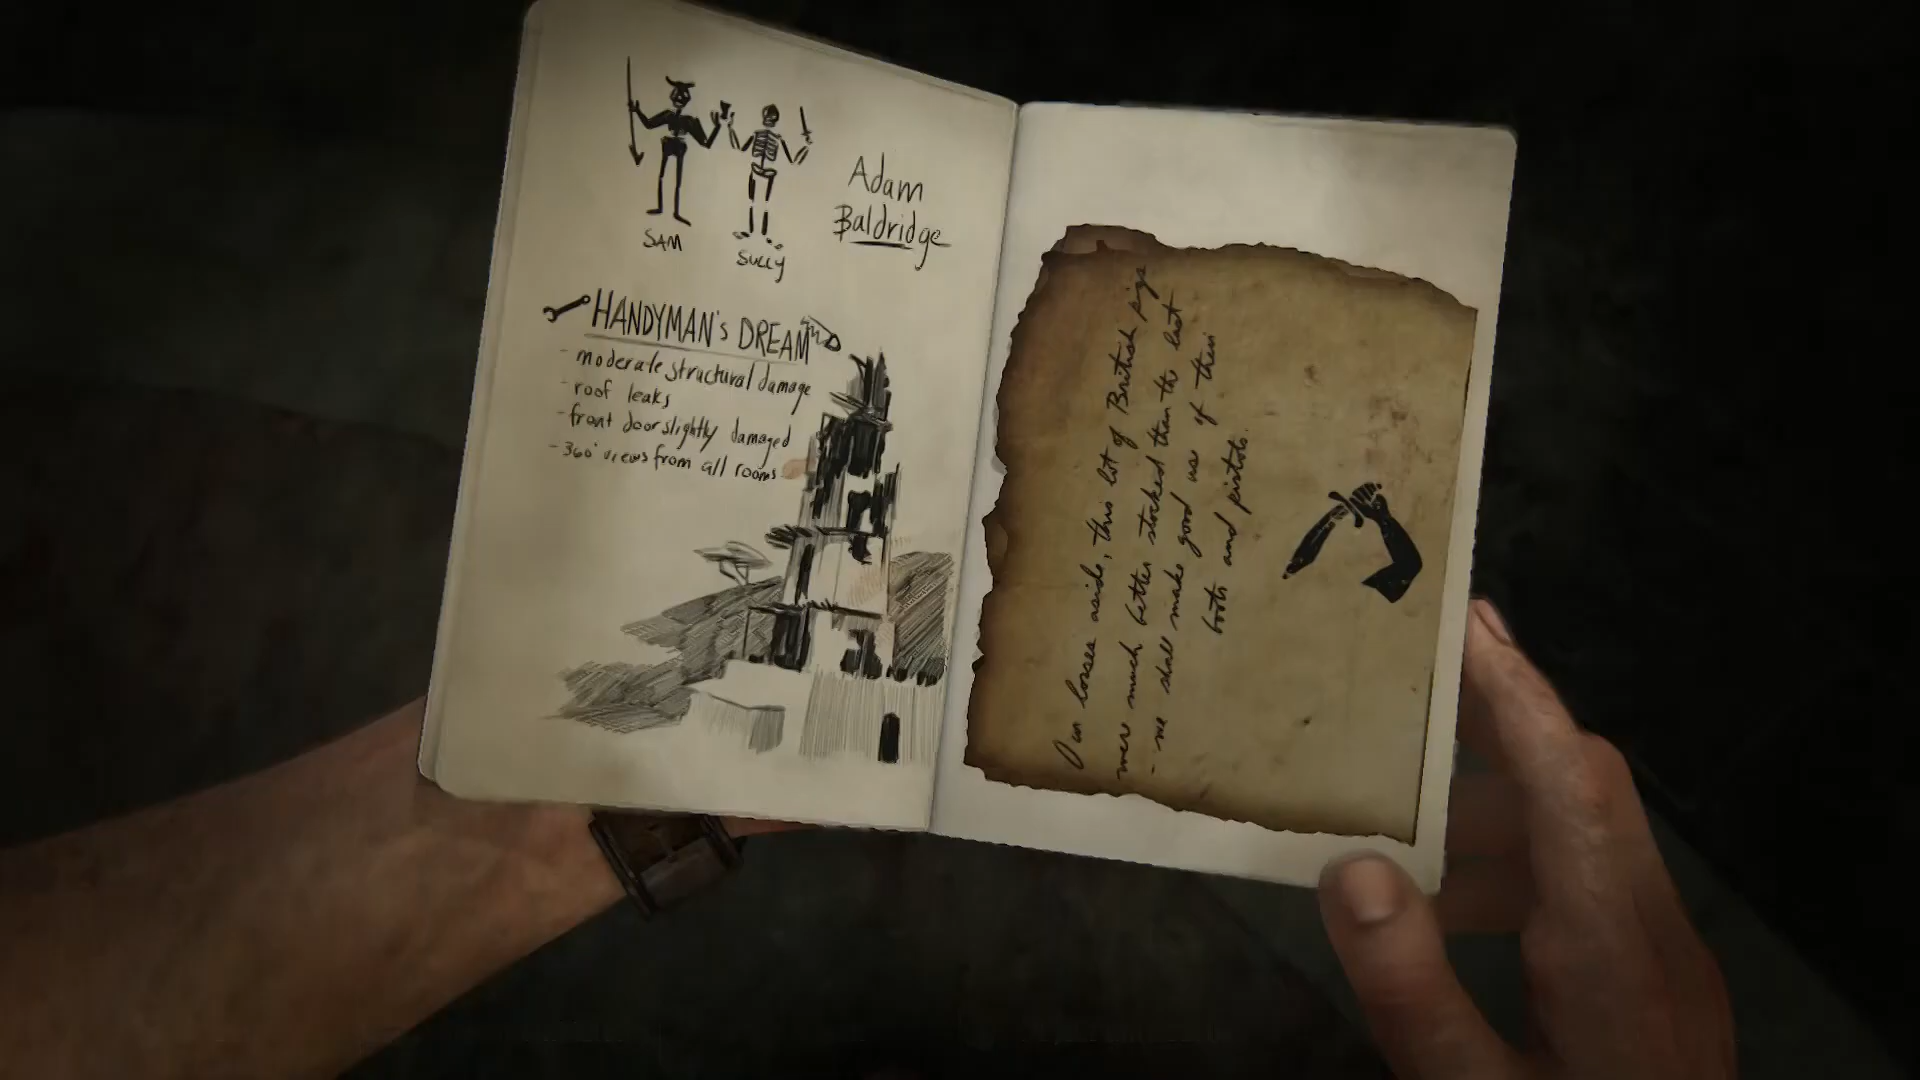 SAM
SULLY
Adam
Baldridge
HANDYMAN'S DREAM
- moderate structural damage
- roof leaks
- front door slightly damaged
- 360° views from all rooms
Our losses aside, this lot of British pigs
were much better stocked than the last
- we shall make good use of their
boots and pistols.